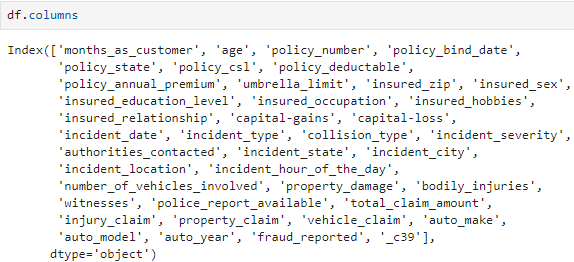 df.columns
Index(['months_as_customer', 'age', 'policy_number', 'policy_bind_date',
'policy_state', 'policy_csl', 'policy_deductable',
'policy_annual_premium', 'umbrella_limit', 'insured_zip', 'insured_sex',
'insured_education_level', 'insured_occupation', 'insured_hobbies',
'insured_relationship', 'capital-gains', 'capital-loss',
'incident_date', 'incident_type', 'collision_type', 'incident_severity',
'authorities_contacted', 'incident_state', 'incident_city',
'incident_location', 'incident_hour_of_the_day',
'number_of_vehicles_involved', 'property_damage', 'bodily_injuries',
'witnesses', 'police_report_available', 'total_claim_amount',
'injury_claim', 'property_claim', 'vehicle_claim', 'auto_make',
'auto_model', 'auto_year', 'fraud_reported', '_c39'],
dtype='object')